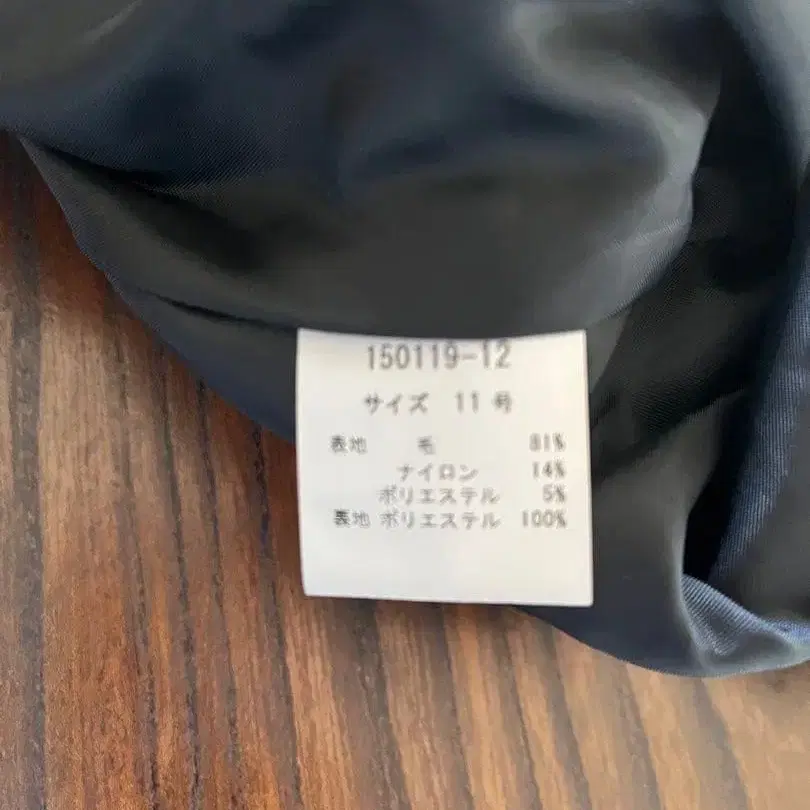 150119-12
サイズ 11 号
表地 毛 81%
ナイロン 14%
ポリエステル 5%
裏地 ポリエステル 100%